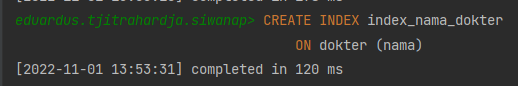 eduardus.tjitrahardja.siwanap> CREATE INDEX index_nama_dokter
ON dokter (nama)
[2022-11-01 13:53:31] completed in 120 ms